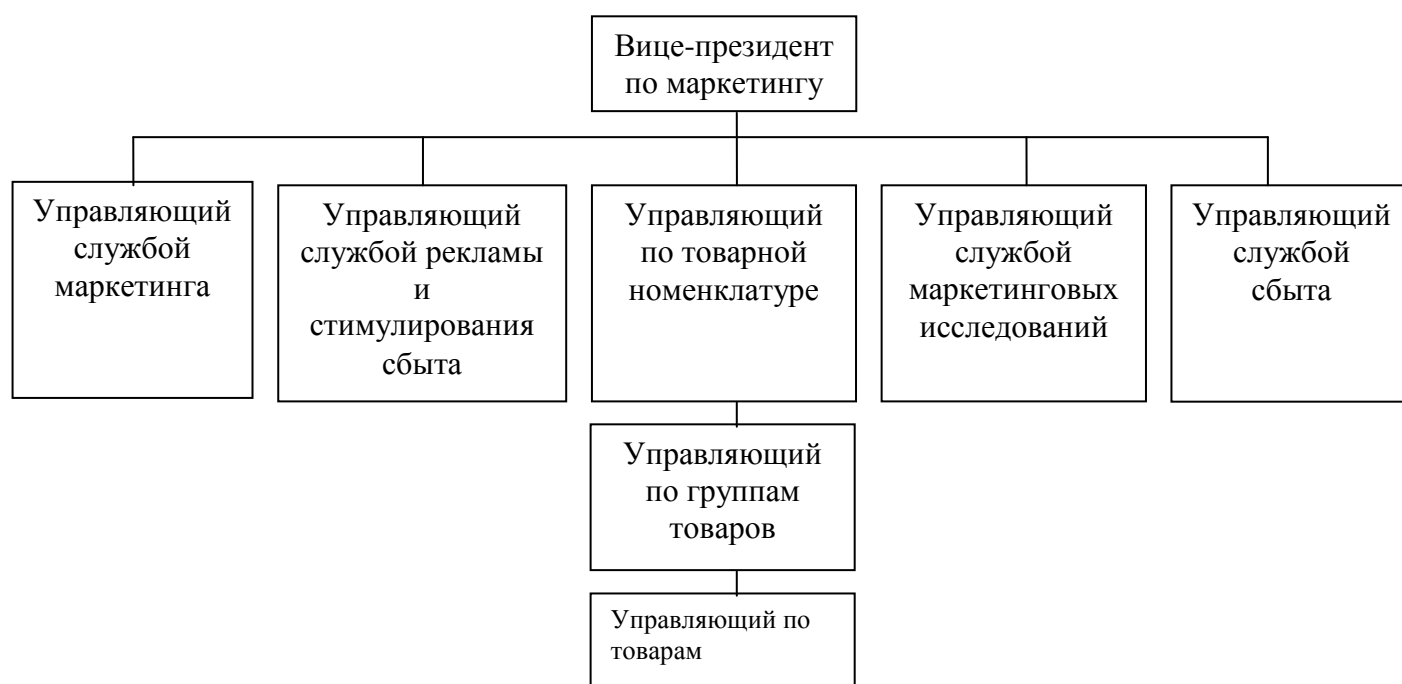 Вице-президент
по маркетингу
Управляющий
службой
маркетинга
Управляющий
службой рекламы
и
стимулирования
сбыта
Управляющий
по товарной
номенклатуре
Управляющий
службой
маркетинговых
исследований
Управляющий
службой
сбыта
Управляющий
по группам
товаров
Управляющий по
товарам